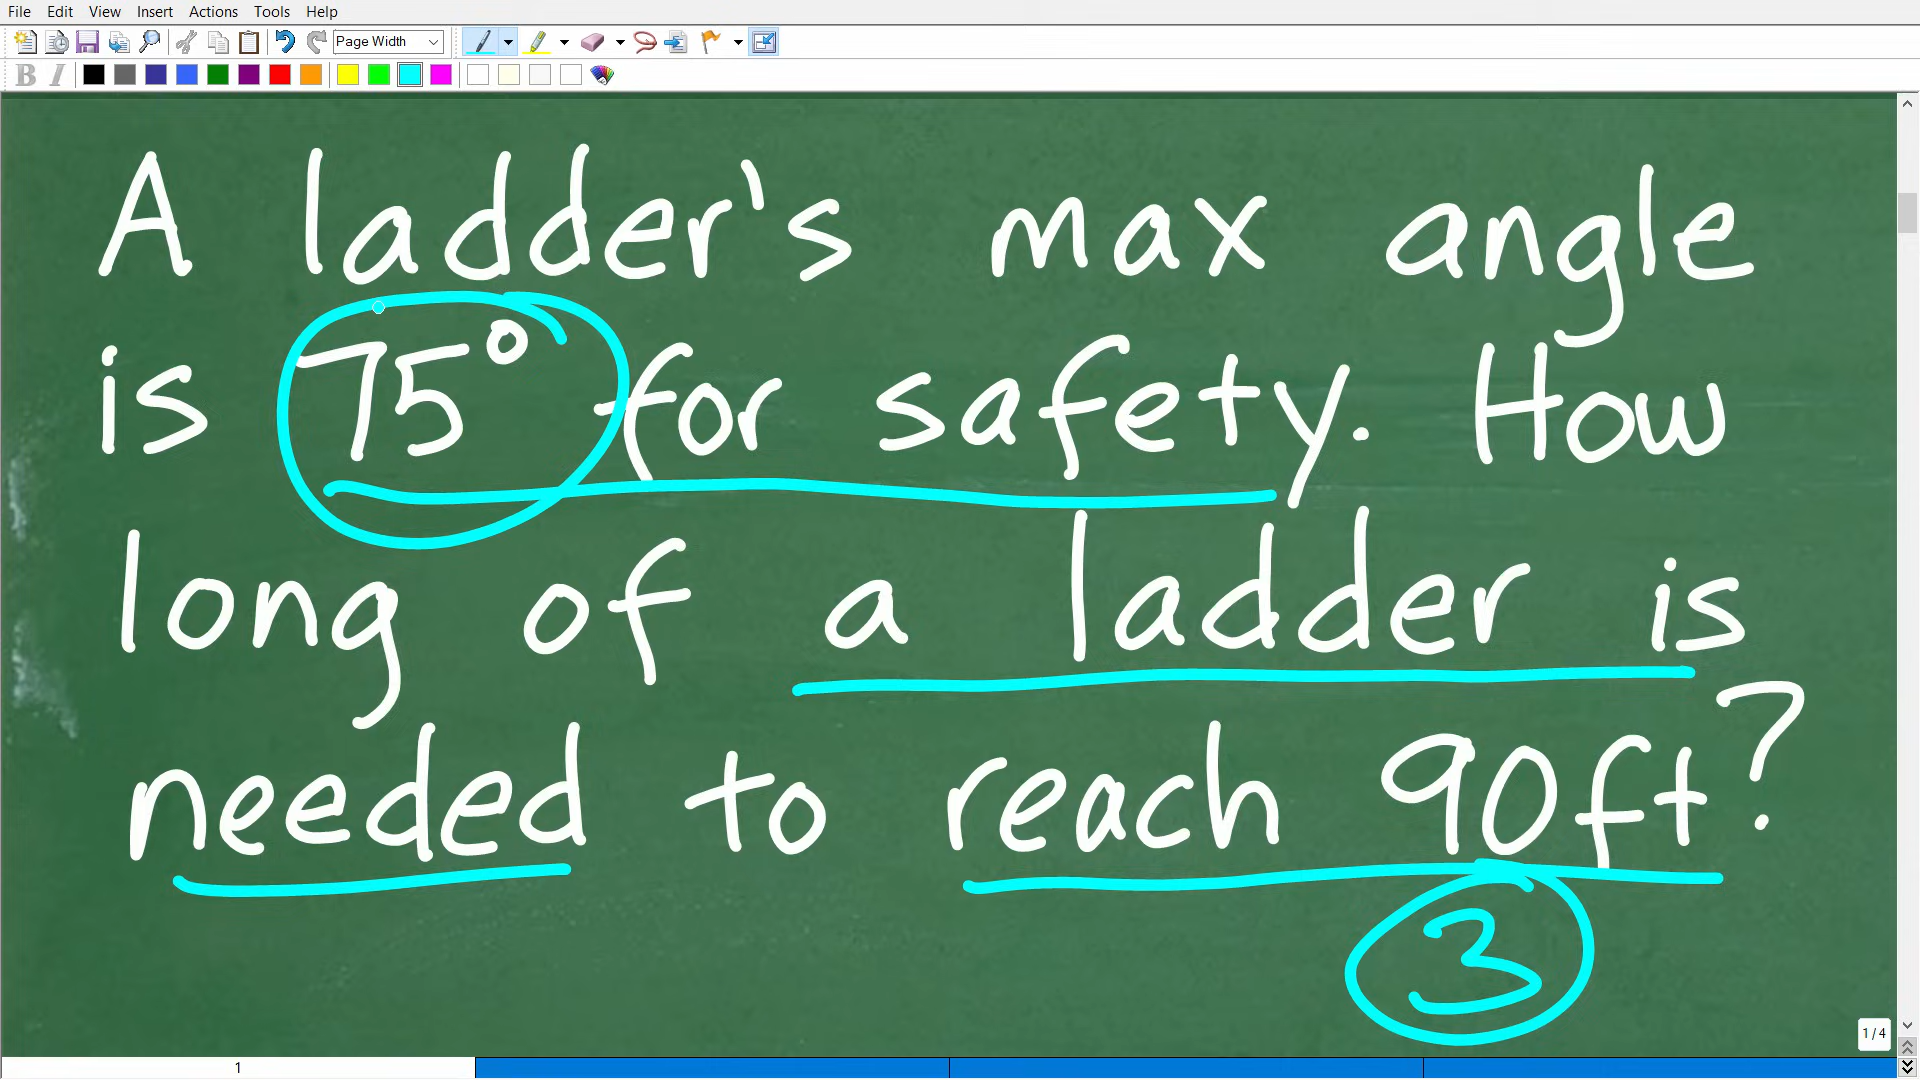 File Edit View Insert Actions Tools Help
Page Width
B I
A ladder's max angle
is 75° for safety. How
long of a ladder is
needed to reach 90ft?
3
1 / 4
1